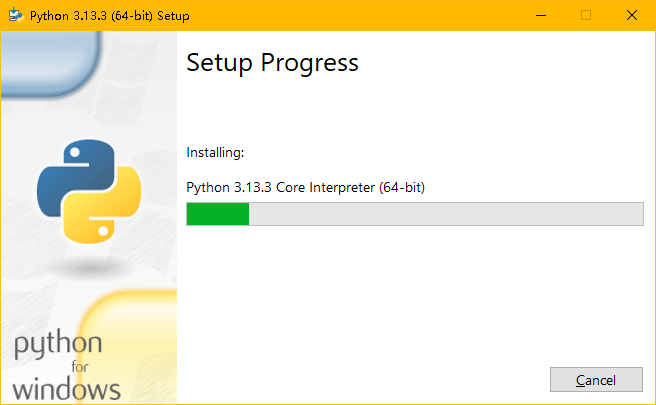 Python 3.13.3 (64-bit) Setup
Setup Progress
Installing:
Python 3.13.3 Core Interpreter (64-bit)
python
for
windows
Cancel